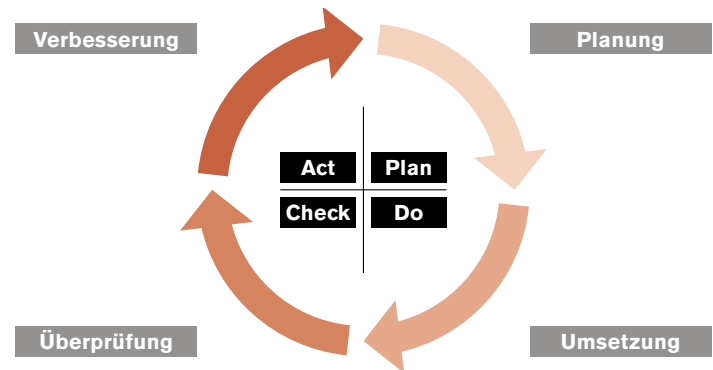 Verbesserung
Planung
Act
Plan
Check
Do
Überprüfung
Umsetzung